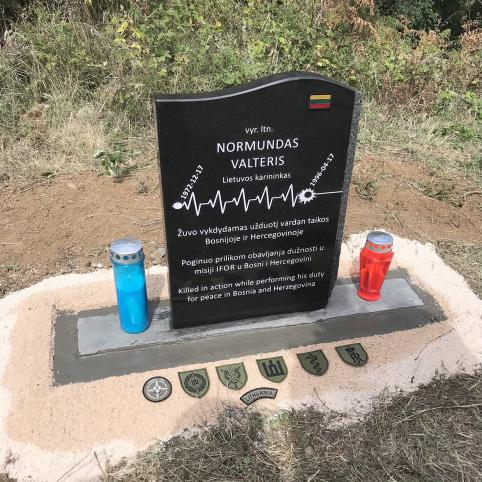 vyr. ltn.
NORMUNDAS
VALTERIS
Lietuvos karininkas
1972-12-17
1996-04-17
Žuvo vykdydamas užduotį vardan taikos
Bosnijoje ir Hercegovinoje
Poginuo prilikom obavljanja dužnosti u
misiji IFOR u Bosni i Hercegovini
Killed in action while performing his duty
for peace in Bosnia and Herzegovina
LITHUANIA